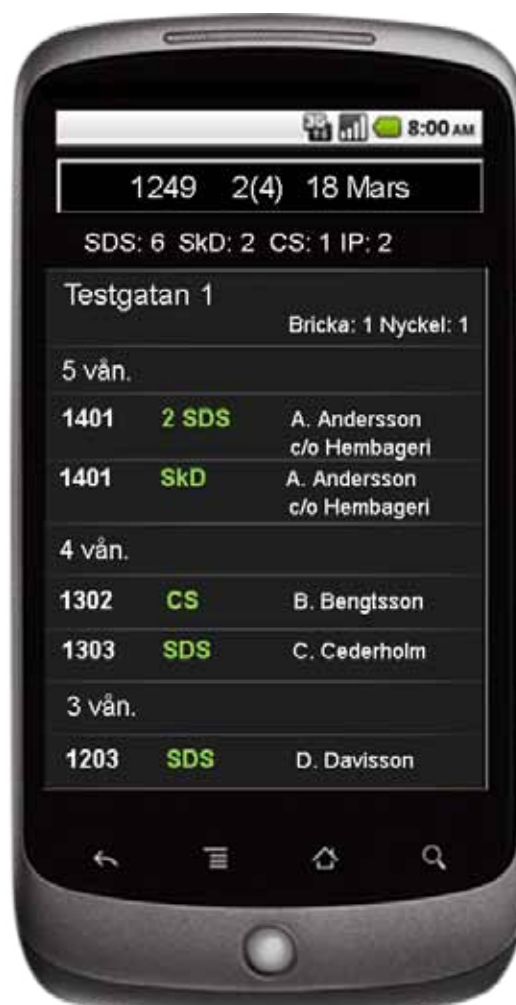 8:00 AM
1249 2(4) 18 Mars
SDS: 6 SkD: 2 CS: 1 IP: 2
Testgatan 1
Bricka: 1 Nyckel: 1
5 vån.
1401 2 SDS A. Andersson
c/o Hembageri
1401 SkD A. Andersson
c/o Hembageri
4 vån.
1302 CS B. Bengtsson
1303 SDS C. Cederholm
3 vån.
1203 SDS D. Davisson